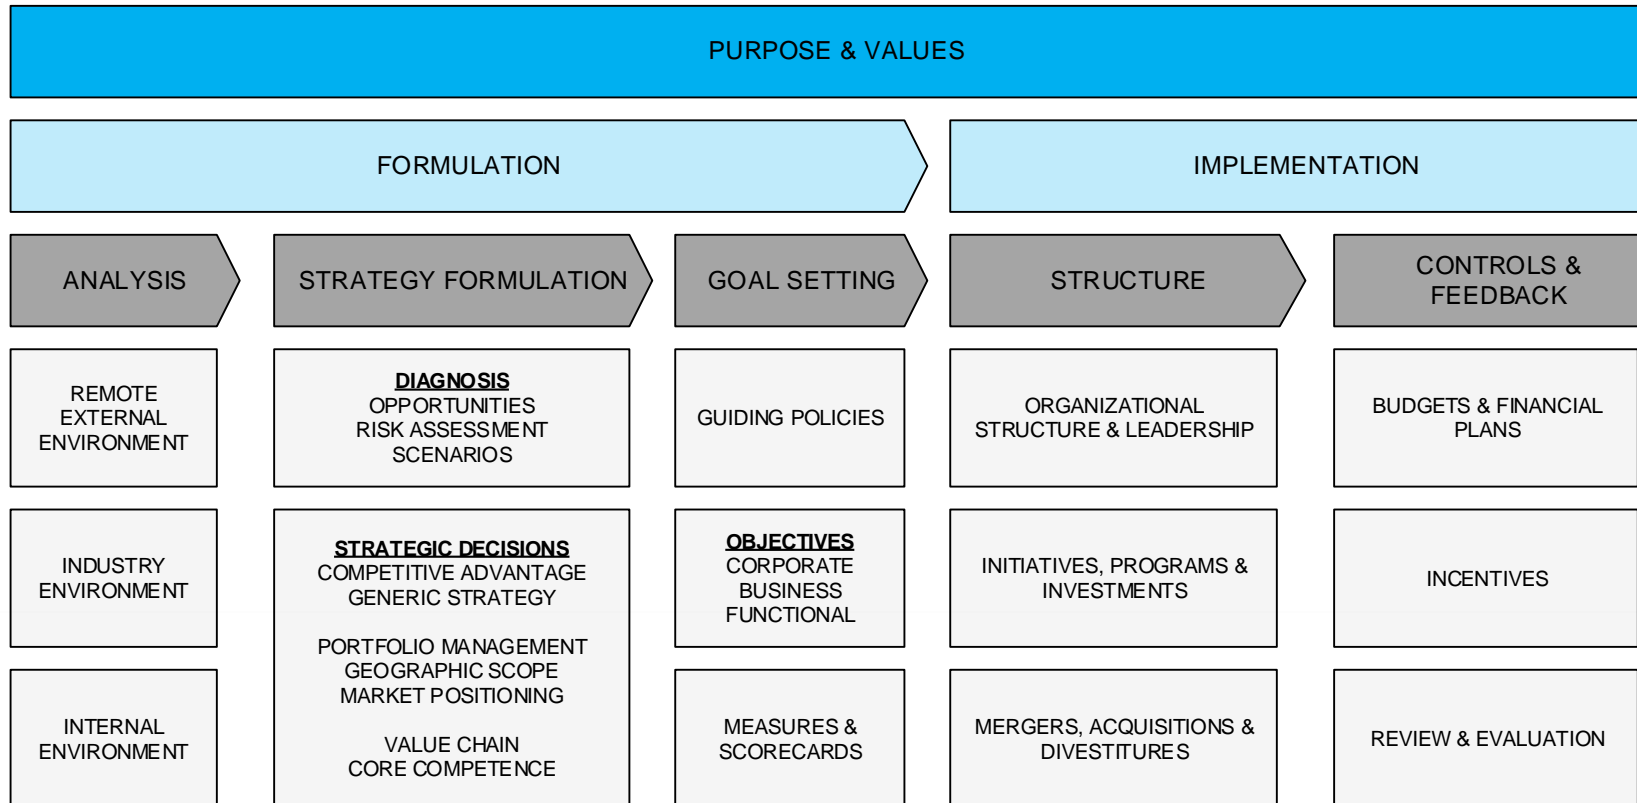 PURPOSE & VALUES
FORMULATION
IMPLEMENTATION
ANALYSIS
STRATEGY FORMULATION
GOAL SETTING
STRUCTURE
CONTROLS &
FEEDBACK
REMOTE
EXTERNAL
ENVIRONMENT
DIAGNOSIS
OPPORTUNITIES
RISK ASSESSMENT
SCENARIOS
GUIDING POLICIES
ORGANIZATIONAL
STRUCTURE & LEADERSHIP
BUDGETS & FINANCIAL
PLANS
INDUSTRY
ENVIRONMENT
STRATEGIC DECISIONS
COMPETITIVE ADVANTAGE
GENERIC STRATEGY
PORTFOLIO MANAGEMENT
GEOGRAPHIC SCOPE
MARKET POSITIONING
VALUE CHAIN
CORE COMPETENCE
OBJECTIVES
CORPORATE
BUSINESS
FUNCTIONAL
INITIATIVES, PROGRAMS &
INVESTMENTS
INCENTIVES
INTERNAL
ENVIRONMENT
MEASURES &
SCORECARDS
MERGERS, ACQUISITIONS &
DIVESTITURES
REVIEW & EVALUATION